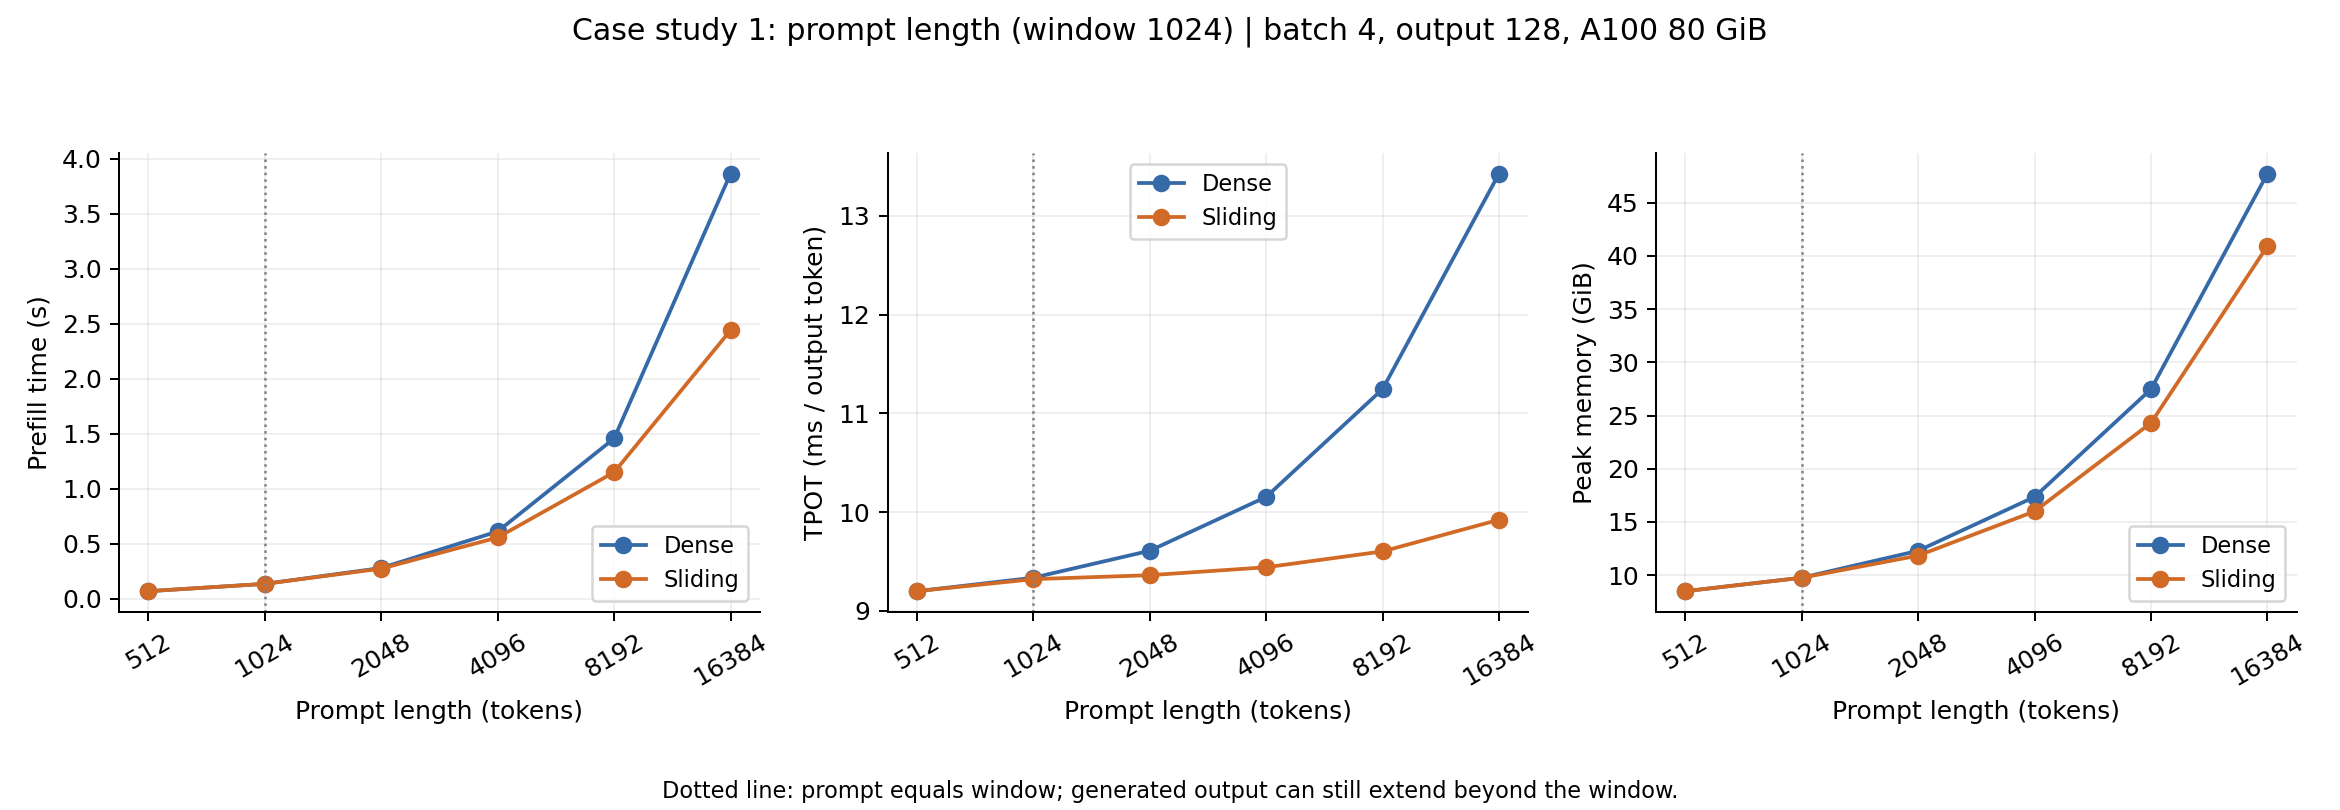 Case study 1: prompt length (window 1024) | batch 4, output 128, A100 80 GiB
Prefill time (s)
4.0
3.5
3.0
2.5
2.0
1.5
1.0
0.5
0.0
Dense
Sliding
512
1024
2048
4096
8192
16384
Prompt length (tokens)
TPOT (ms / output token)
13
12
11
10
9
Dense
Sliding
512
1024
2048
4096
8192
16384
Prompt length (tokens)
Peak memory (GiB)
45
40
35
30
25
20
15
10
Dense
Sliding
512
1024
2048
4096
8192
16384
Prompt length (tokens)
Dotted line: prompt equals window; generated output can still extend beyond the window.